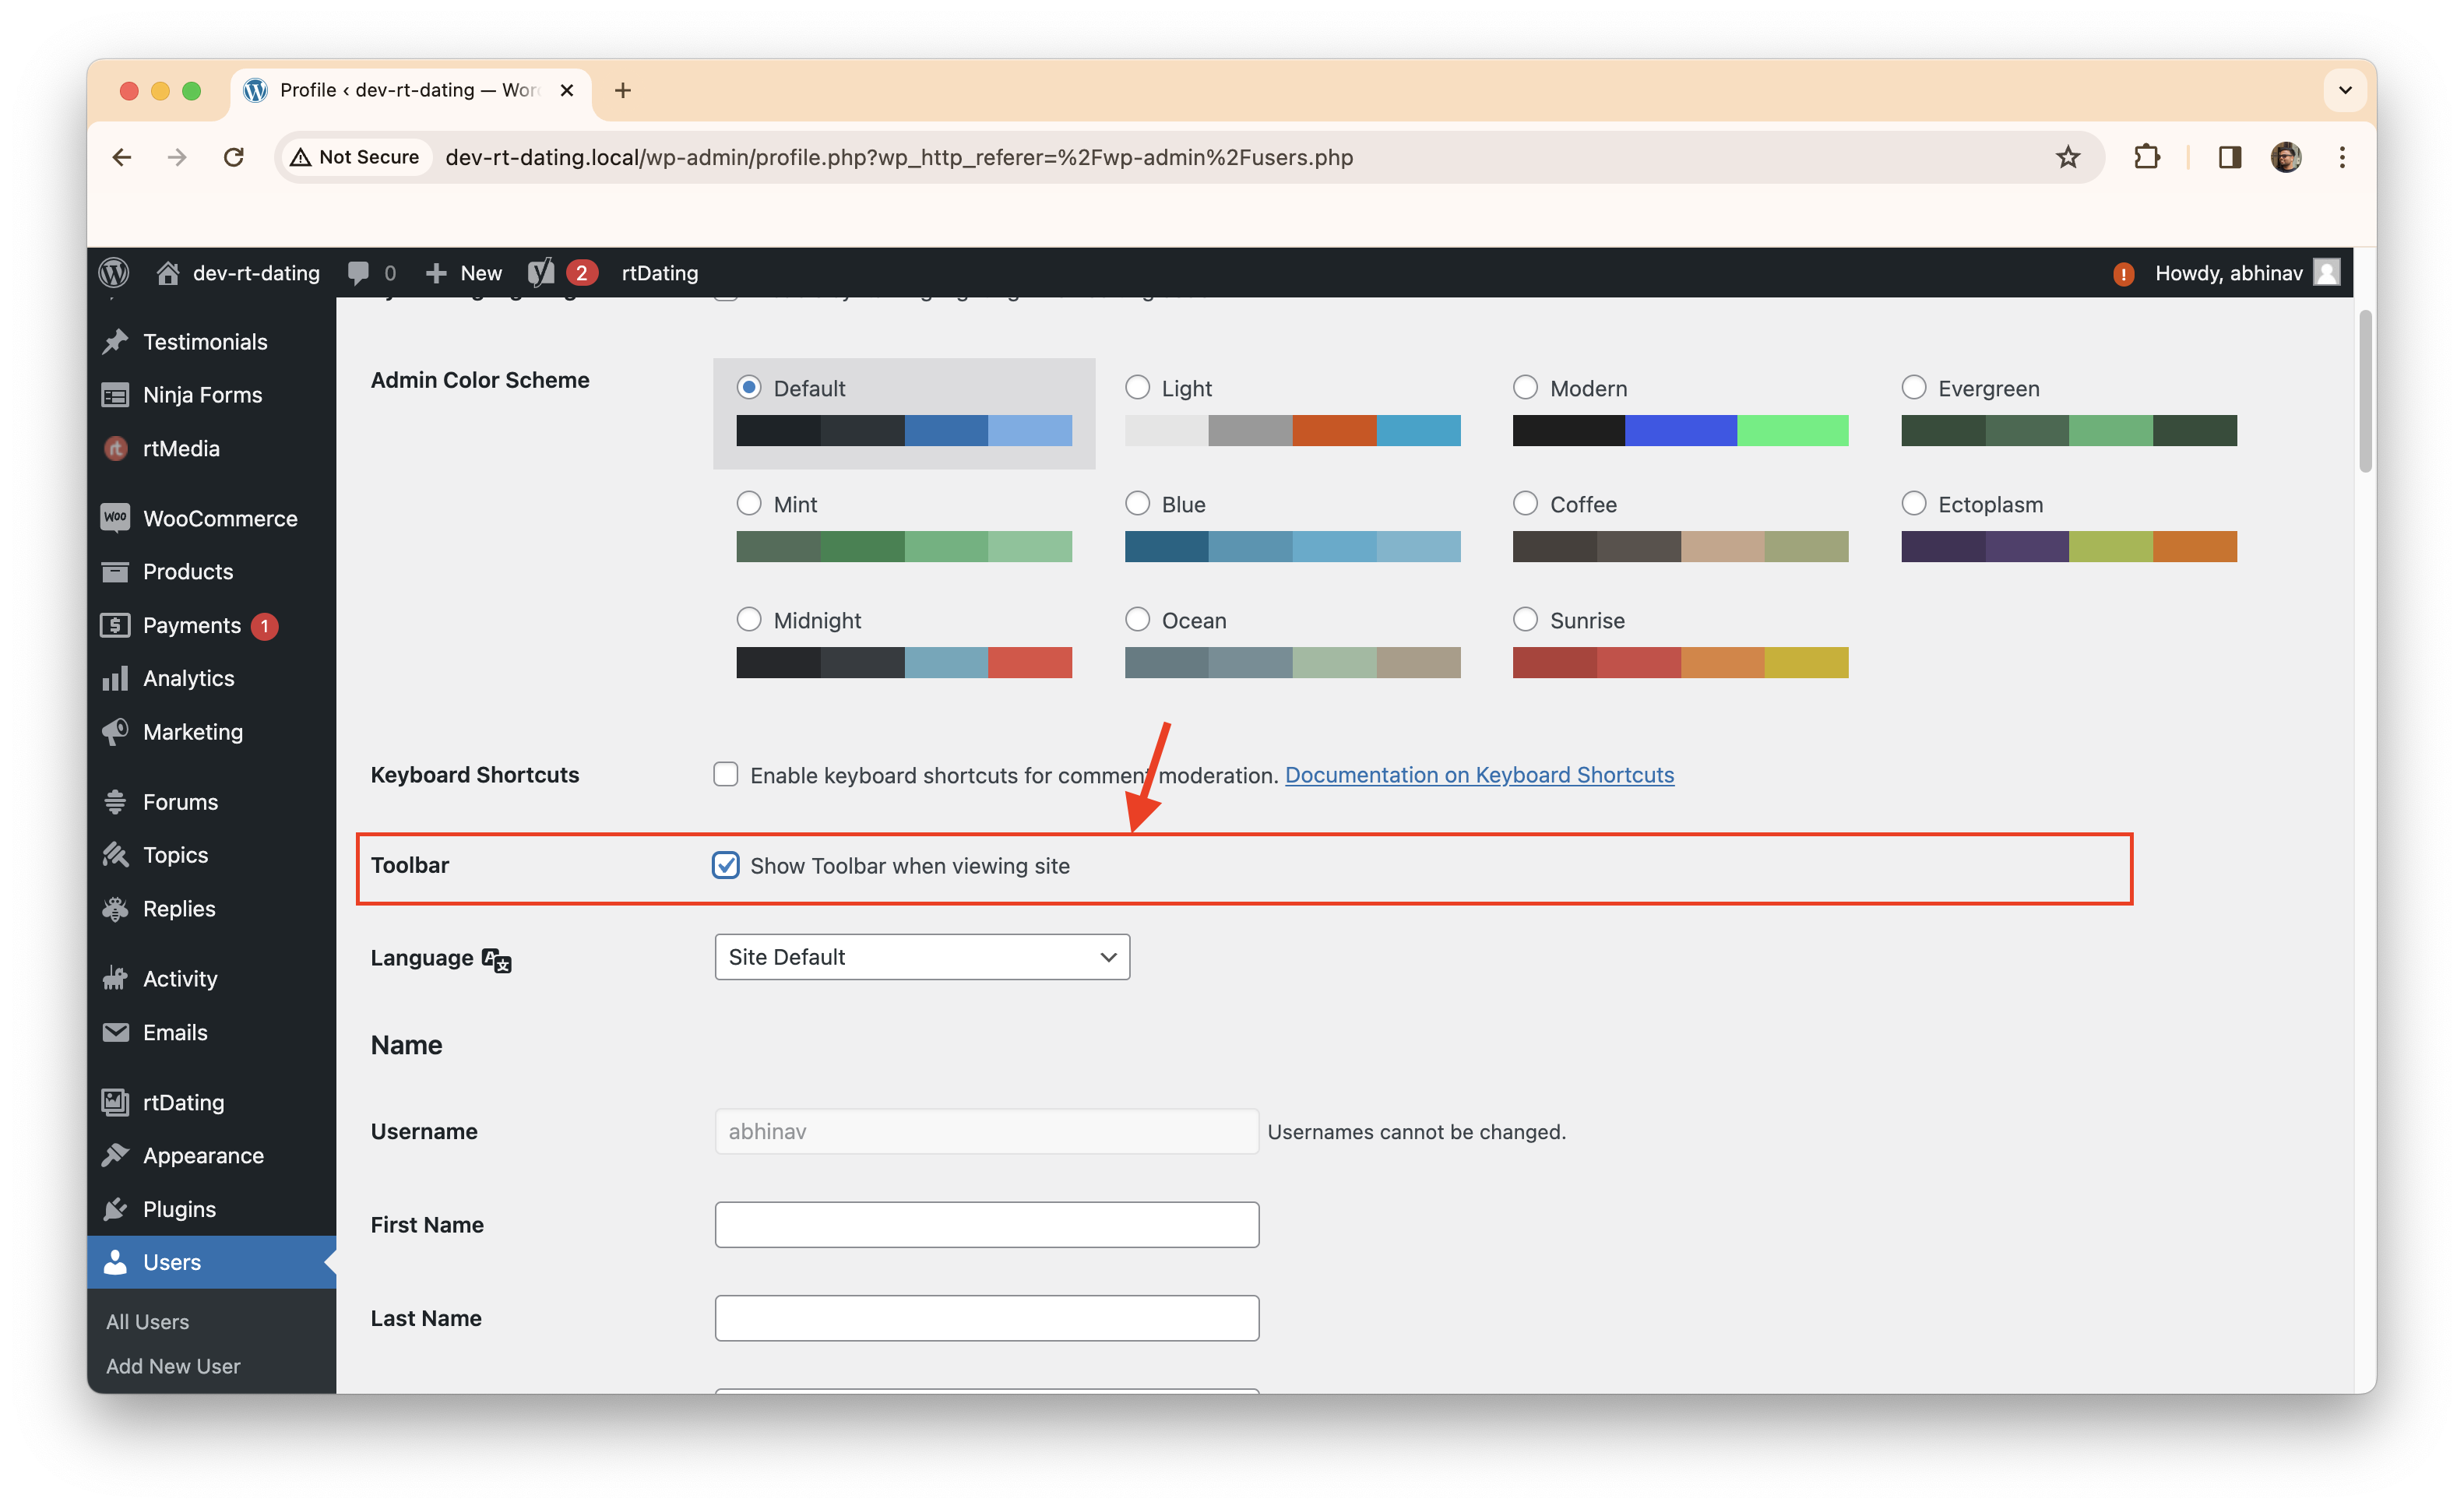 Profile ‹ dev-rt-dating — Wor
Not Secure
dev-rt-dating.local/wp-admin/profile.php?wp_http_referer=%2Fwp-admin%2Fusers.php
dev-rt-dating
0
New
2
rtDating
!
Howdy, abhinav
Testimonials
Ninja Forms
rt
rtMedia
Woo
WooCommerce
Products
Payments 1
Analytics
Marketing
Forums
Topics
Replies
Activity
Emails
rtDating
Appearance
Plugins
Users
All Users
Add New User
Admin Color Scheme
Default
Light
Modern
Evergreen
Mint
Blue
Coffee
Ectoplasm
Midnight
Ocean
Sunrise
Keyboard Shortcuts
Enable keyboard shortcuts for comment moderation. Documentation on Keyboard Shortcuts
Toolbar
Show Toolbar when viewing site
Language
Site Default
Name
Username
abhinav
Usernames cannot be changed.
First Name
Last Name